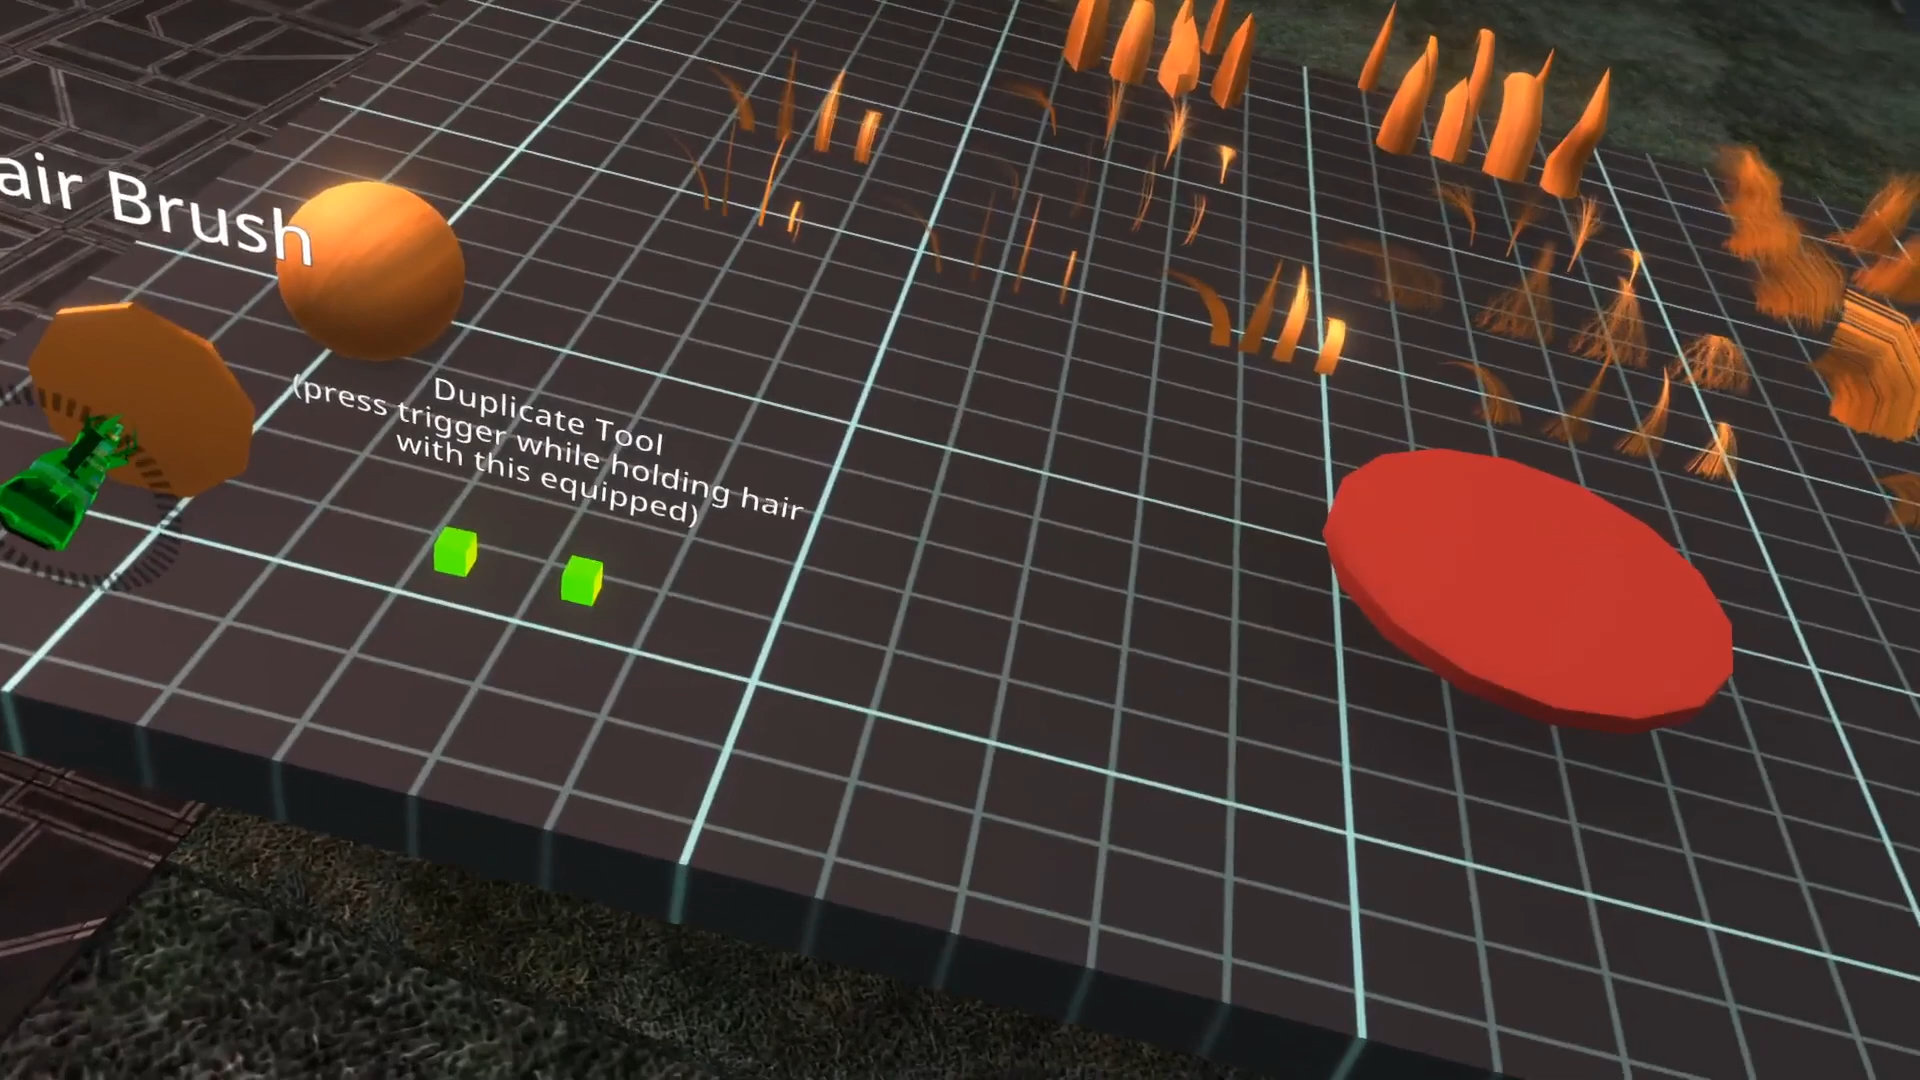 air Brush
Duplicate Tool
(press trigger while holding hair
with this equipped)